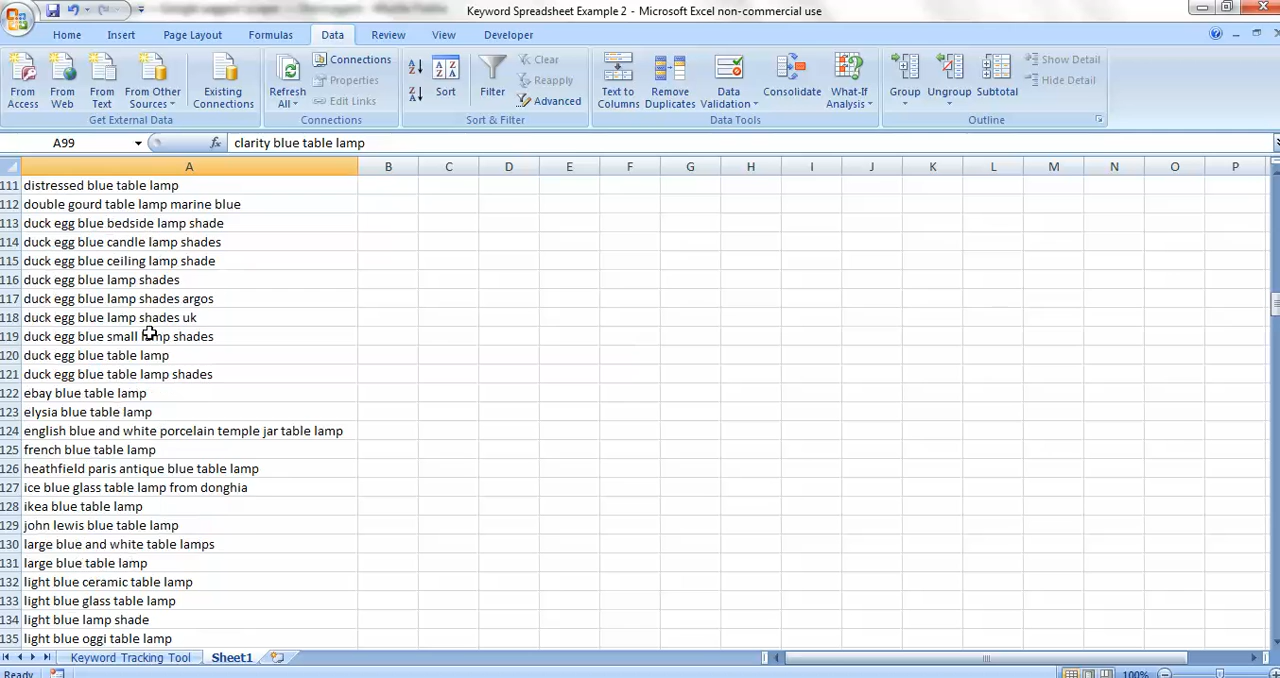 Keyword Spreadsheet Example 2 - Microsoft Excel non-commercial use
Home Insert Page Layout Formulas Data Review View Developer
From Access
From Web
From Text
From Other Sources
Existing Connections
Get External Data
Refresh All
Connections
Properties
Edit Links
Connections
Sort
Filter
Clear
Reapply
Advanced
Sort & Filter
Text to Columns
Remove Duplicates
Data Validation
Consolidate
What-If Analysis
Data Tools
Group
Ungroup
Subtotal
Show Detail
Hide Detail
Outline
A99 fx clarity blue table lamp
A B C D E F G H I J K L M N O P
111 distressed blue table lamp
112 double gourd table lamp marine blue
113 duck egg blue bedside lamp shade
114 duck egg blue candle lamp shades
115 duck egg blue ceiling lamp shade
116 duck egg blue lamp shades
117 duck egg blue lamp shades argos
118 duck egg blue lamp shades uk
119 duck egg blue small lamp shades
120 duck egg blue table lamp
121 duck egg blue table lamp shades
122 ebay blue table lamp
123 elysia blue table lamp
124 english blue and white porcelain temple jar table lamp
125 french blue table lamp
126 heathfield paris antique blue table lamp
127 ice blue glass table lamp from donghia
128 ikea blue table lamp
129 john lewis blue table lamp
130 large blue and white table lamps
131 large blue table lamp
132 light blue ceramic table lamp
133 light blue glass table lamp
134 light blue lamp shade
135 light blue oggi table lamp
Keyword Tracking Tool Sheet1
Ready 100%